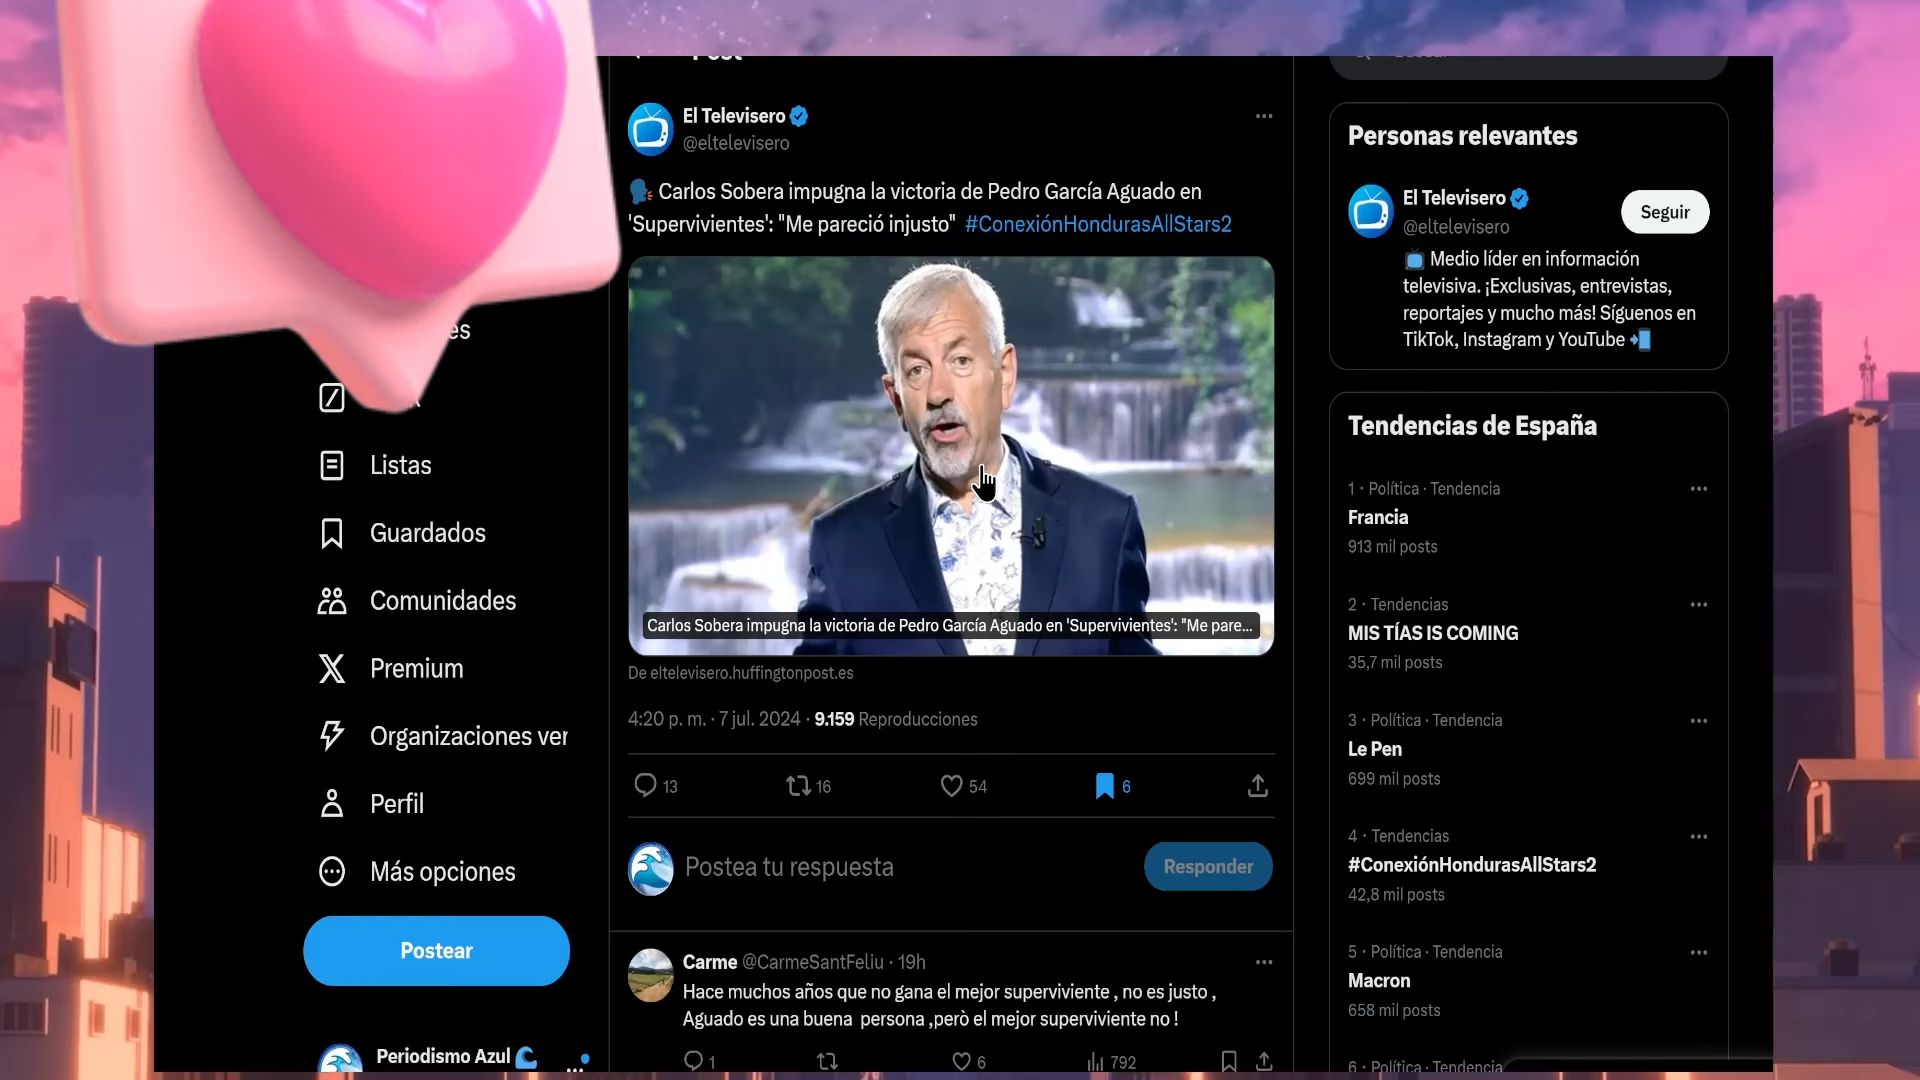 Post
El Televisero
@eltelevisero
Carlos Sobera impugna la victoria de Pedro García Aguado en
'Supervivientes': "Me pareció injusto" #ConexiónHondurasAllStars2
Carlos Sobera impugna la victoria de Pedro García Aguado en 'Supervivientes': "Me pare...
De eltelevisero.huffingtonpost.es
4:20 p. m. · 7 jul. 2024 · 9.159 Reproducciones
13
16
54
6
Postea tu respuesta
Responder
Carme @CarmeSantFeliu · 19h
Hace muchos años que no gana el mejor superviviente , no es justo ,
Aguado es una buena persona ,però el mejor superviviente no !
1
6
792
es
Listas
Guardados
Comunidades
Premium
Organizaciones ver
Perfil
Más opciones
Postear
Periodismo Azul
Personas relevantes
El Televisero
@eltelevisero
Seguir
Medio líder en información
televisiva. ¡Exclusivas, entrevistas,
reportajes y mucho más! Síguenos en
TikTok, Instagram y YouTube
Tendencias de España
1 · Política · Tendencia
Francia
913 mil posts
2 · Tendencias
MIS TÍAS IS COMING
35,7 mil posts
3 · Política · Tendencia
Le Pen
699 mil posts
4 · Tendencias
#ConexiónHondurasAllStars2
42,8 mil posts
5 · Política · Tendencia
Macron
658 mil posts
6 · Política · Tendencia